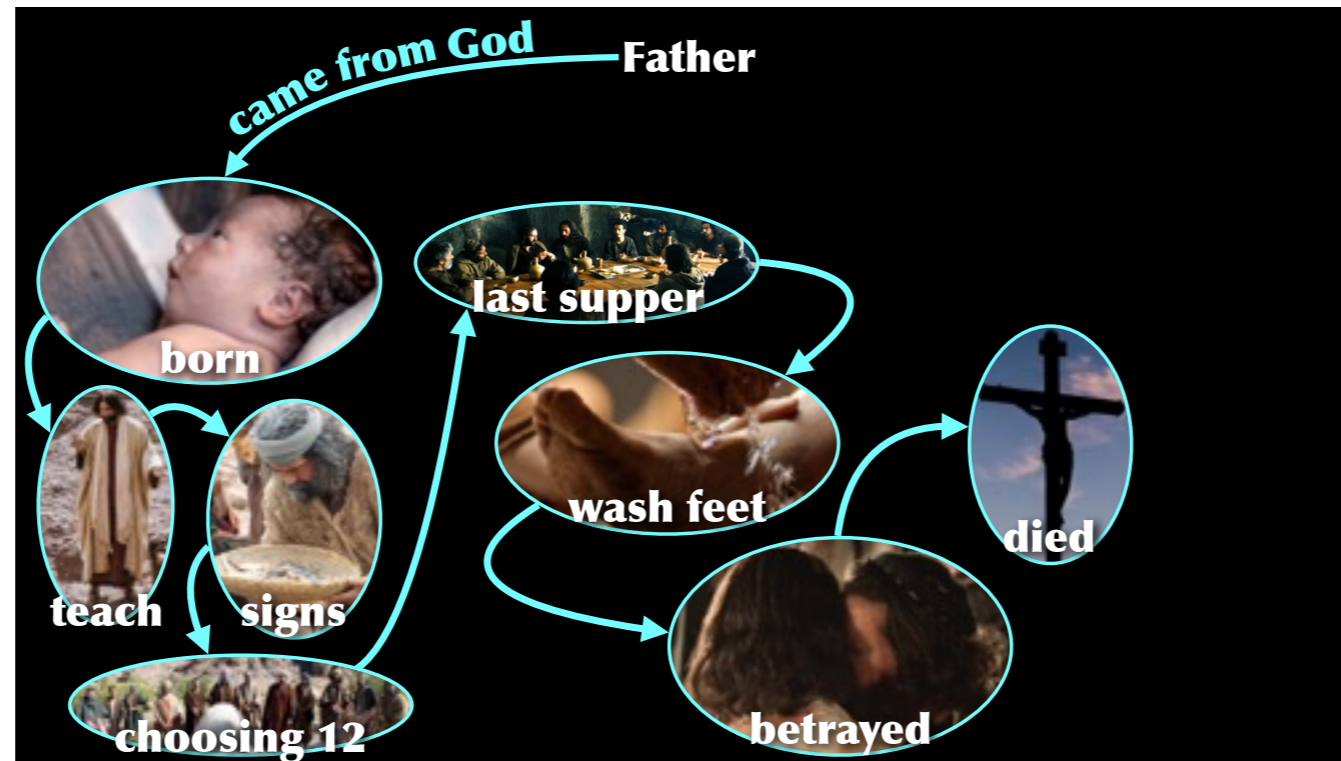 came from God
Father
born
teach
signs
choosing 12
last supper
wash feet
betrayed
died